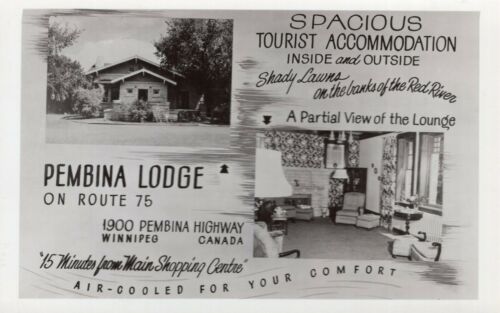 SPACIOUS
TOURIST ACCOMMODATION
INSIDE and OUTSIDE
Shady Lawns
on the banks of the Red River
A Partial View of the Lounge
PEMBINA LODGE
ON ROUTE 75
1900 PEMBINA HIGHWAY
WINNIPEG CANADA
"15 Minutes from Main Shopping Centre"
AIR-COOLED FOR YOUR COMFORT